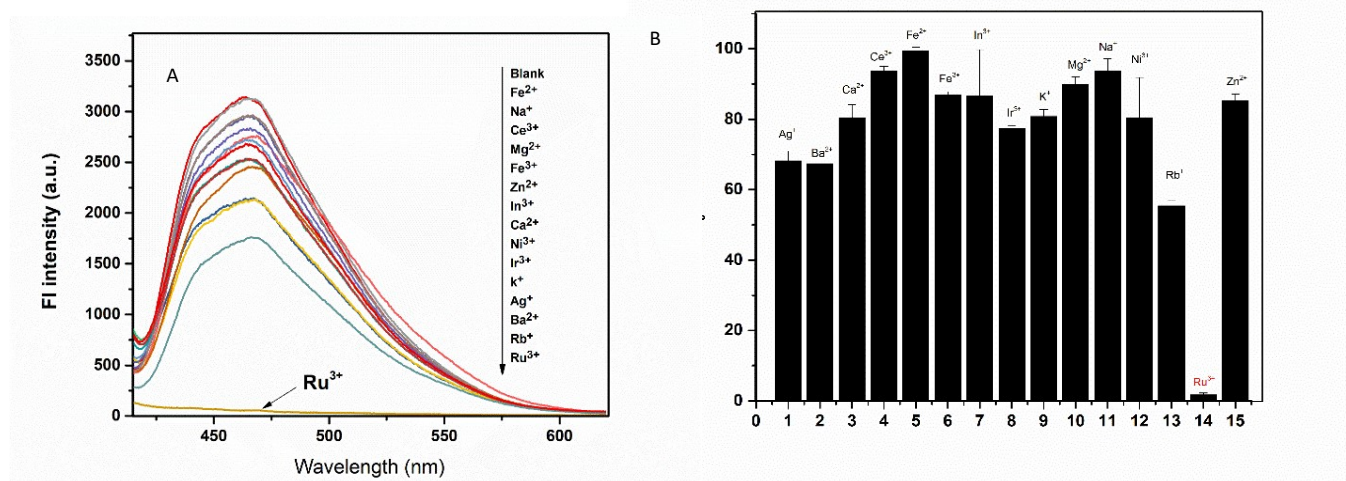 A
B
3500
3000
2500
2000
1500
1000
500
0
450
500
550
600
Fl intensity (a.u.)
Wavelength (nm)
Blank
Fe²⁺
Na⁺
Ce³⁺
Mg²⁺
Fe³⁺
Zn²⁺
In³⁺
Ca²⁺
Ni³⁺
Ir³⁺
k⁺
Ag⁺
Ba²⁺
Rb⁺
Ru³⁺
Ru³⁺
100
80
60
40
20
0
Ag⁺
Ba²⁺
Ca²⁺
Ce³⁺
Fe²⁺
Fe³⁺
In³⁺
Ir³⁺
K⁺
Mg²⁺
Na⁺
Ni³⁺
Rb⁺
Ru³⁺
Zn²⁺
0 1 2 3 4 5 6 7 8 9 10 11 12 13 14 15